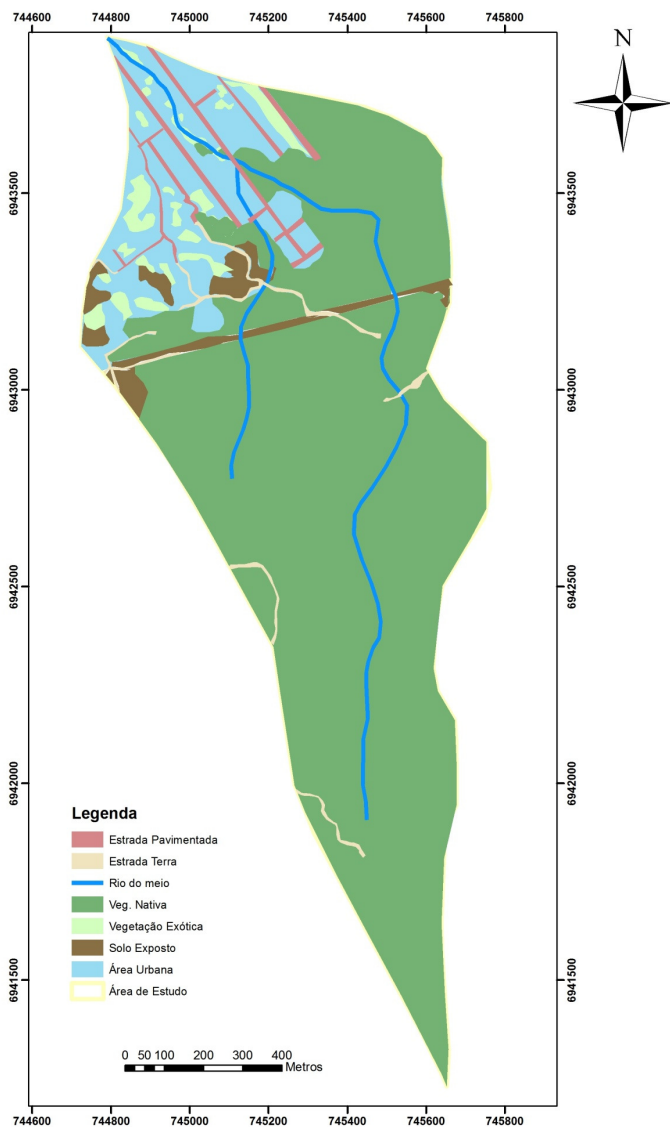 744600 744800 745000 745200 745400 745600 745800
N
6943500 6943500
6943000 6943000
6942500 6942500
6942000 6942000
6941500 6941500
Legenda
Estrada Pavimentada
Estrada Terra
Rio do meio
Veg. Nativa
Vegetação Exótica
Solo Exposto
Área Urbana
Área de Estudo
0 50 100 200 300 400
Metros
744600 744800 745000 745200 745400 745600 745800